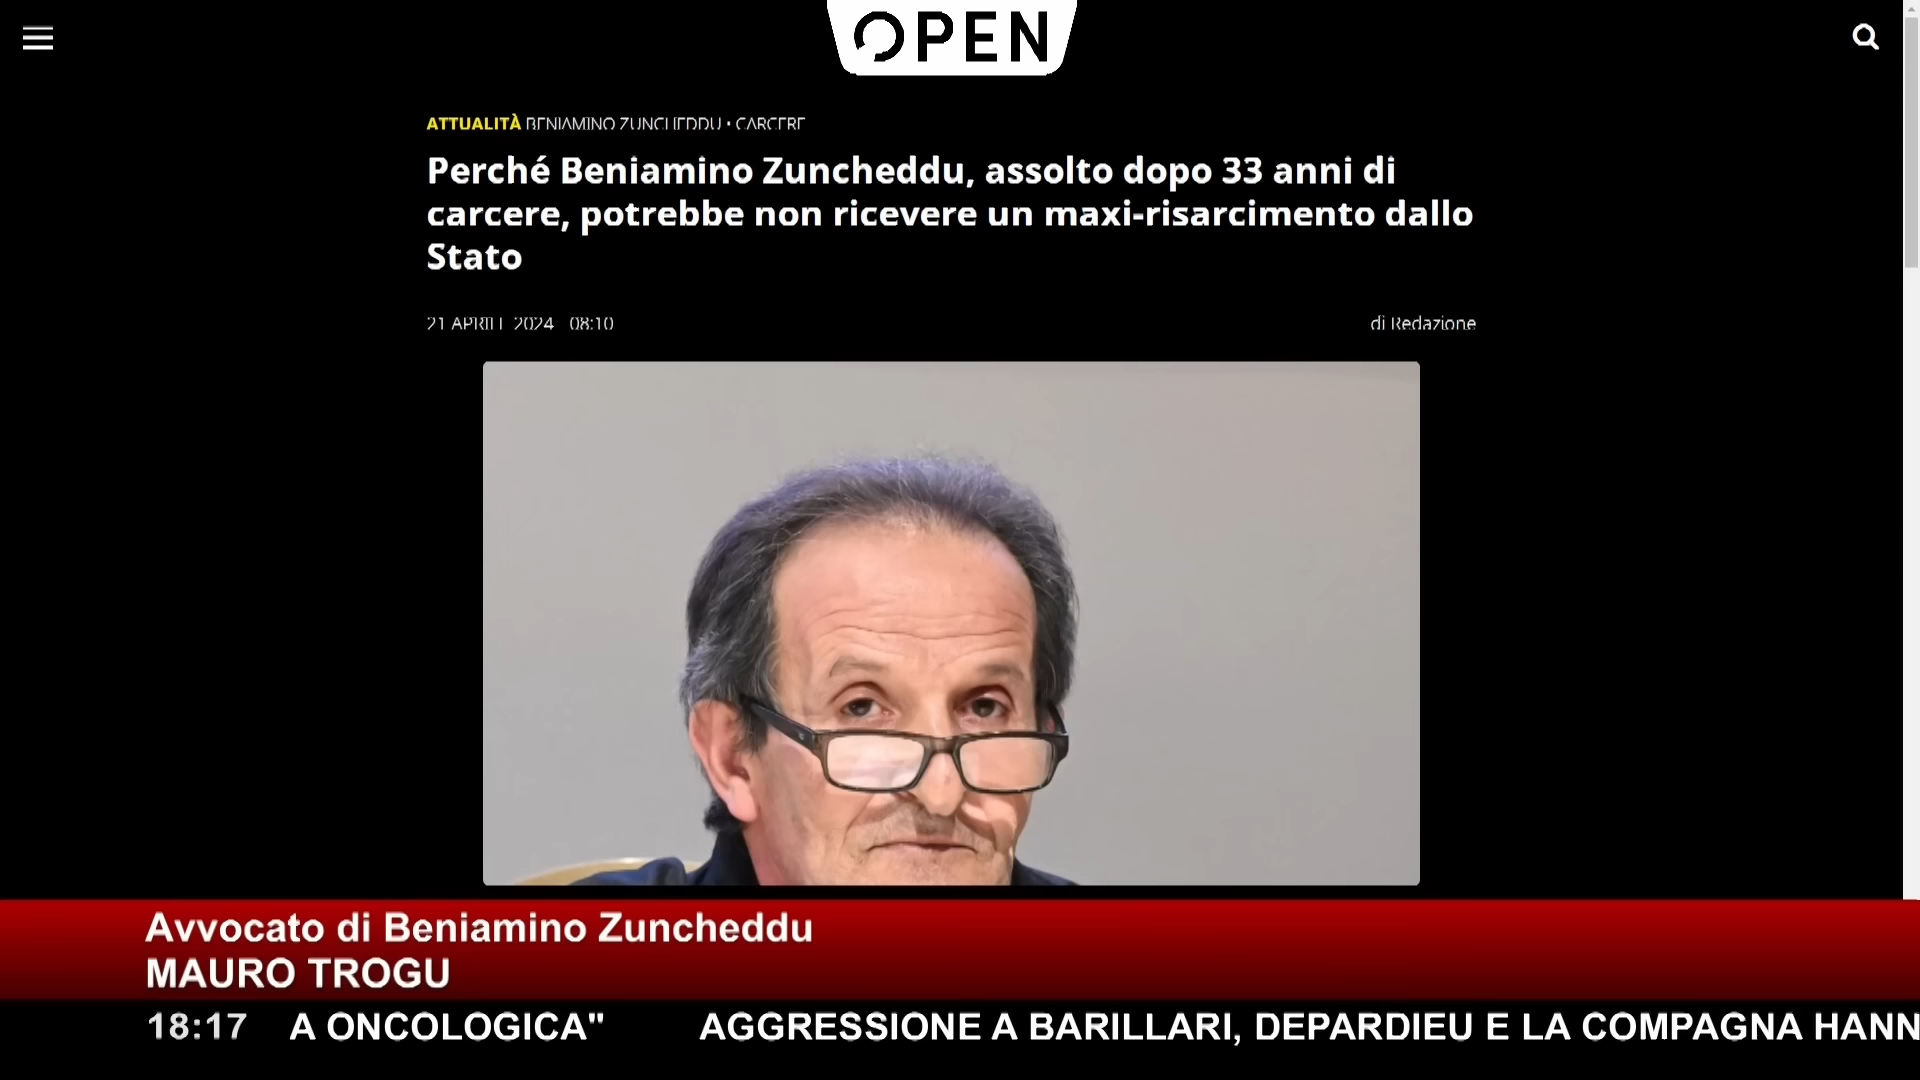 OPEN
ATTUALITÀ BENIAMINO ZUNCHEDDU • CARCERE
Perché Beniamino Zuncheddu, assolto dopo 33 anni di
carcere, potrebbe non ricevere un maxi-risarcimento dallo
Stato
21 APRILE 2024 08:10
di Redazione
Avvocato di Beniamino Zuncheddu
MAURO TROGU
18:17 A ONCOLOGICA" AGGRESSIONE A BARILLARI, DEPARDIEU E LA COMPAGNA HANN